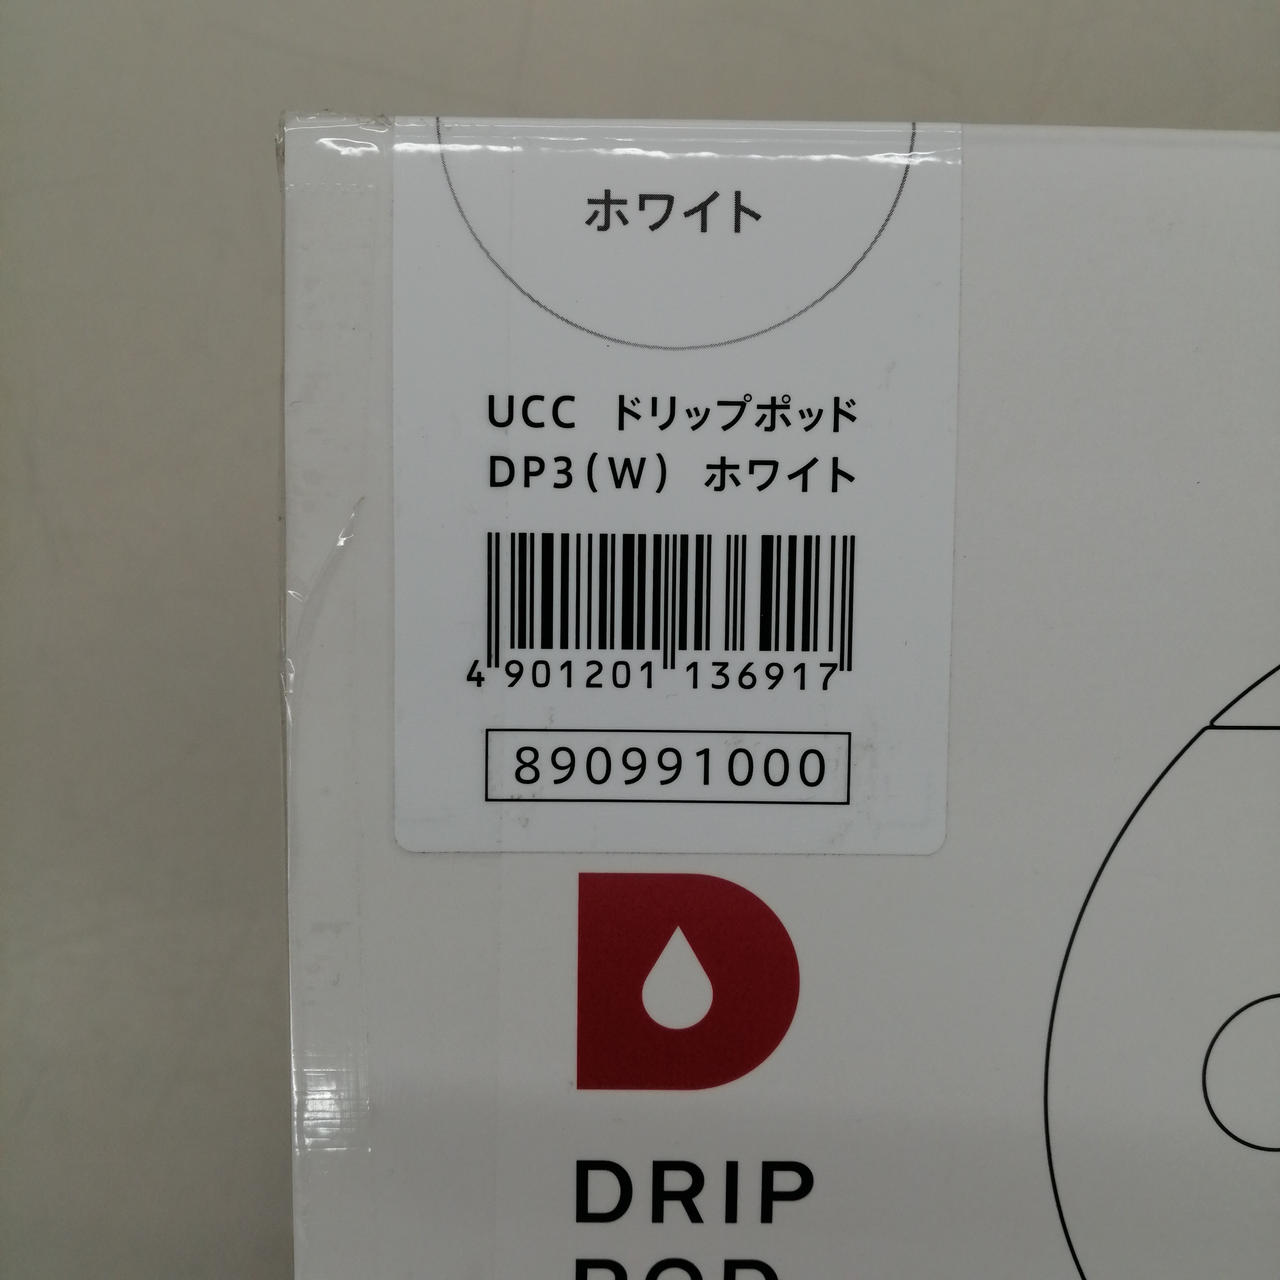 ホワイト
UCC ドリップポッド
DP3(W) ホワイト
4 901201 136917
890991000
DRIP
POD